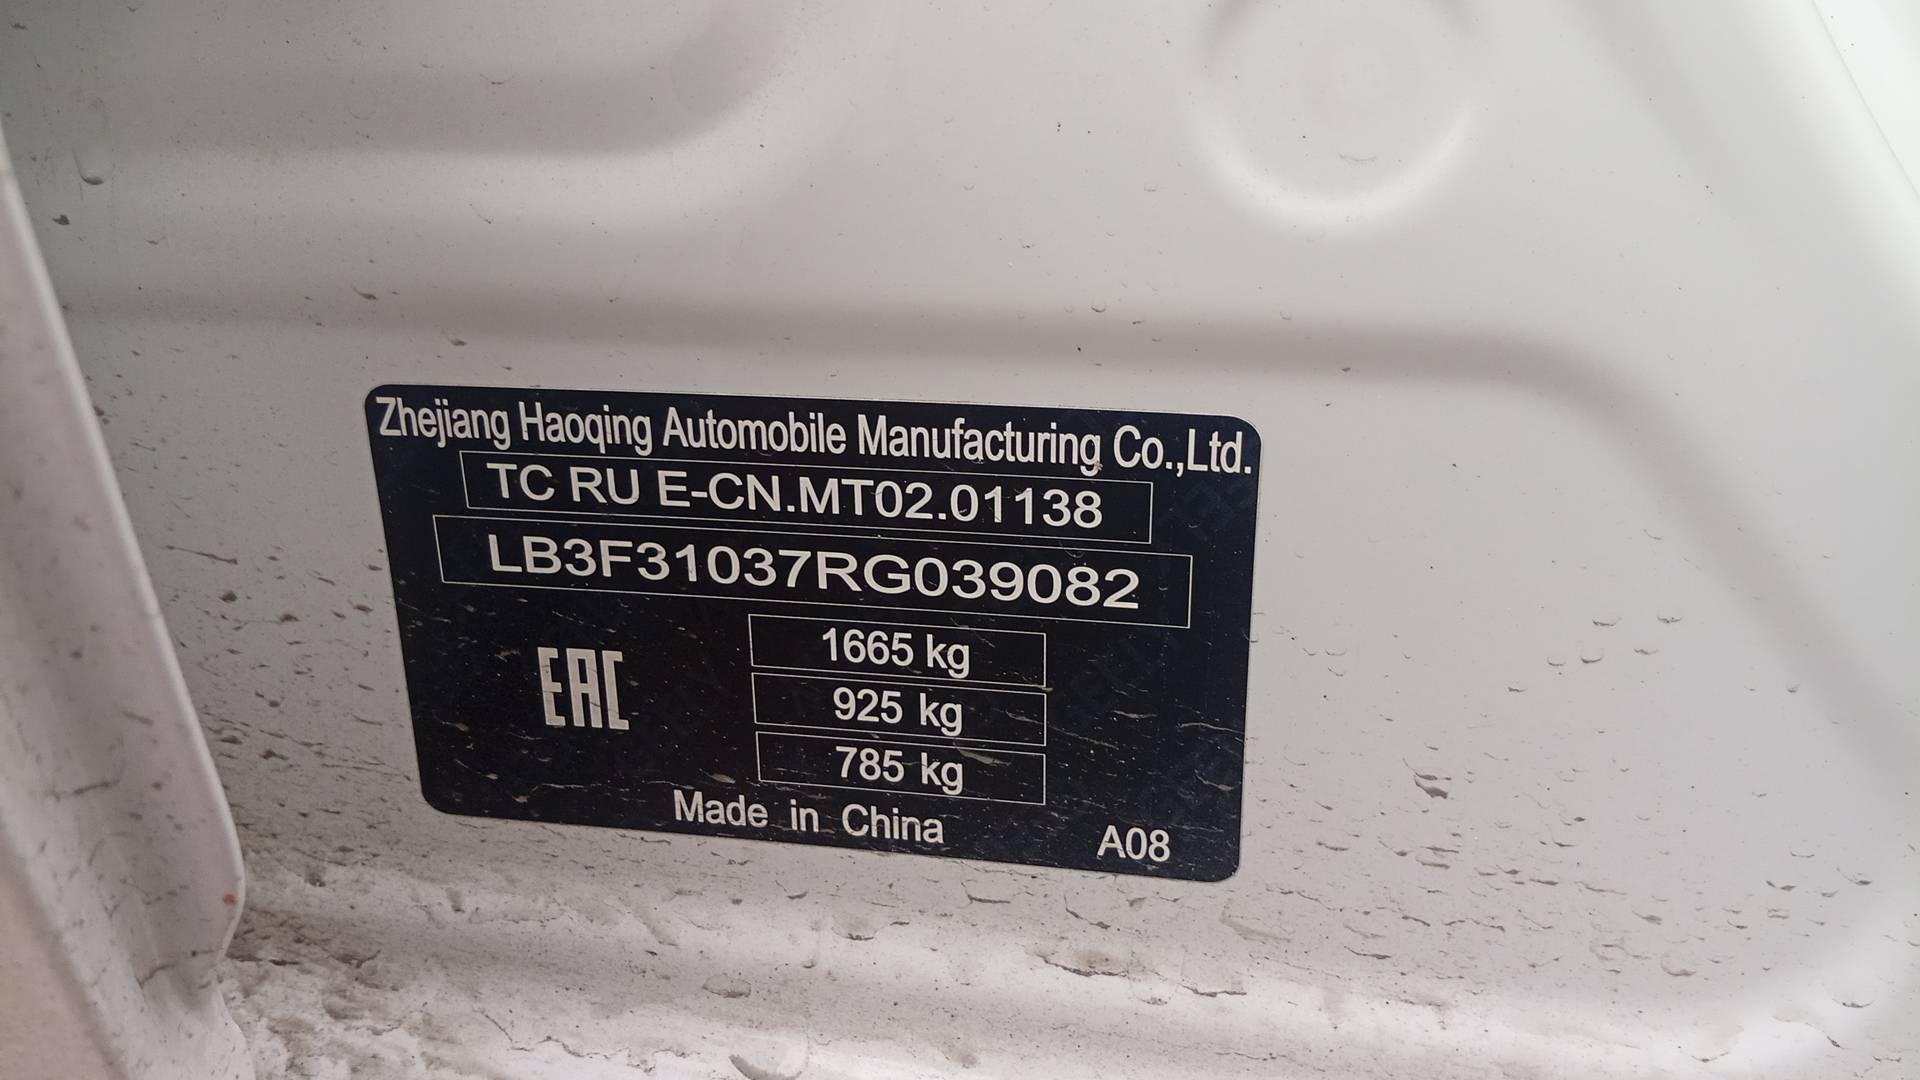 Zhejiang Haoqing Automobile Manufacturing Co.,Ltd.
TC RU E-CN.MT02.01138
LB3F31037RG039082
EAC
1665 kg
925 kg
785 kg
Made in China
A08